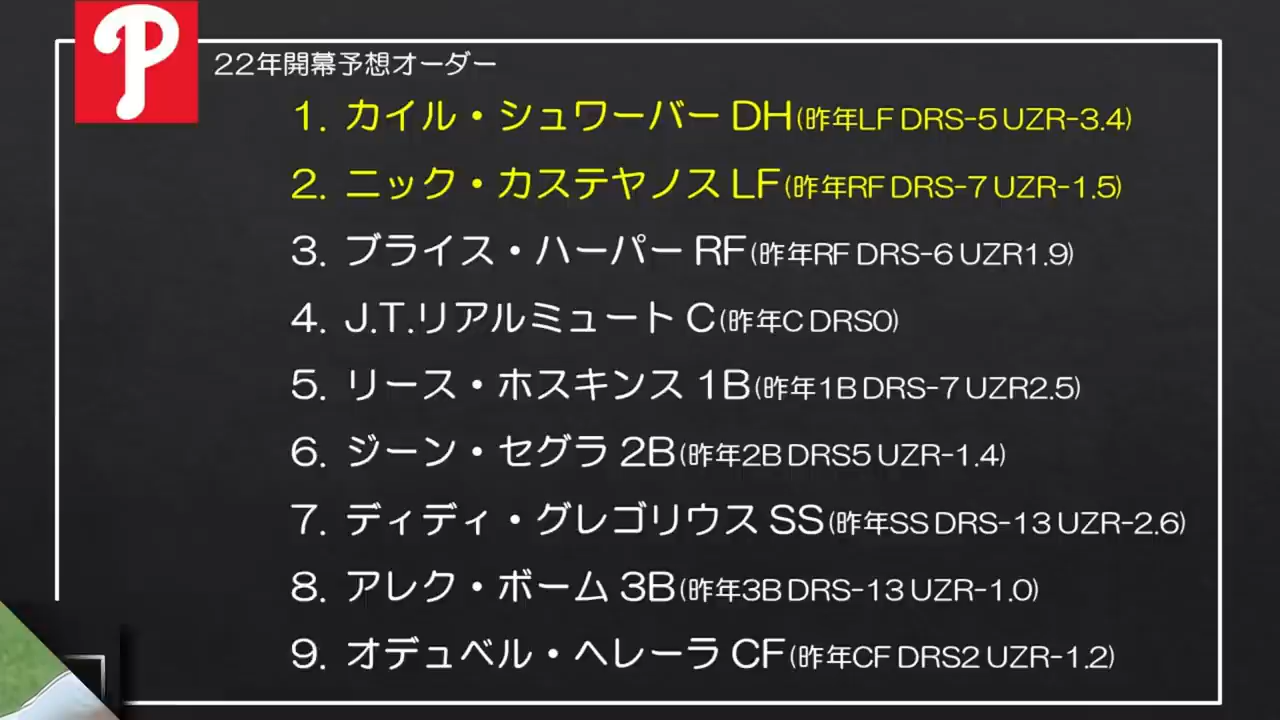 P
22年開幕予想オーダー
1. カイル・シュワーバー DH(昨年LF DRS-5 UZR-3.4)
2. ニック・カステヤノス LF(昨年RF DRS-7 UZR-1.5)
3. ブライス・ハーパー RF(昨年RF DRS-6 UZR1.9)
4. J.T.リアルミュート C(昨年C DRS0)
5. リース・ホスキンス 1B(昨年1B DRS-7 UZR2.5)
6. ジーン・セグラ 2B(昨年2B DRS5 UZR-1.4)
7. ディディ・グレゴリウス SS(昨年SS DRS-13 UZR-2.6)
8. アレク・ボーム 3B(昨年3B DRS-13 UZR-1.0)
9. オデュベル・ヘレーラ CF(昨年CF DRS2 UZR-1.2)